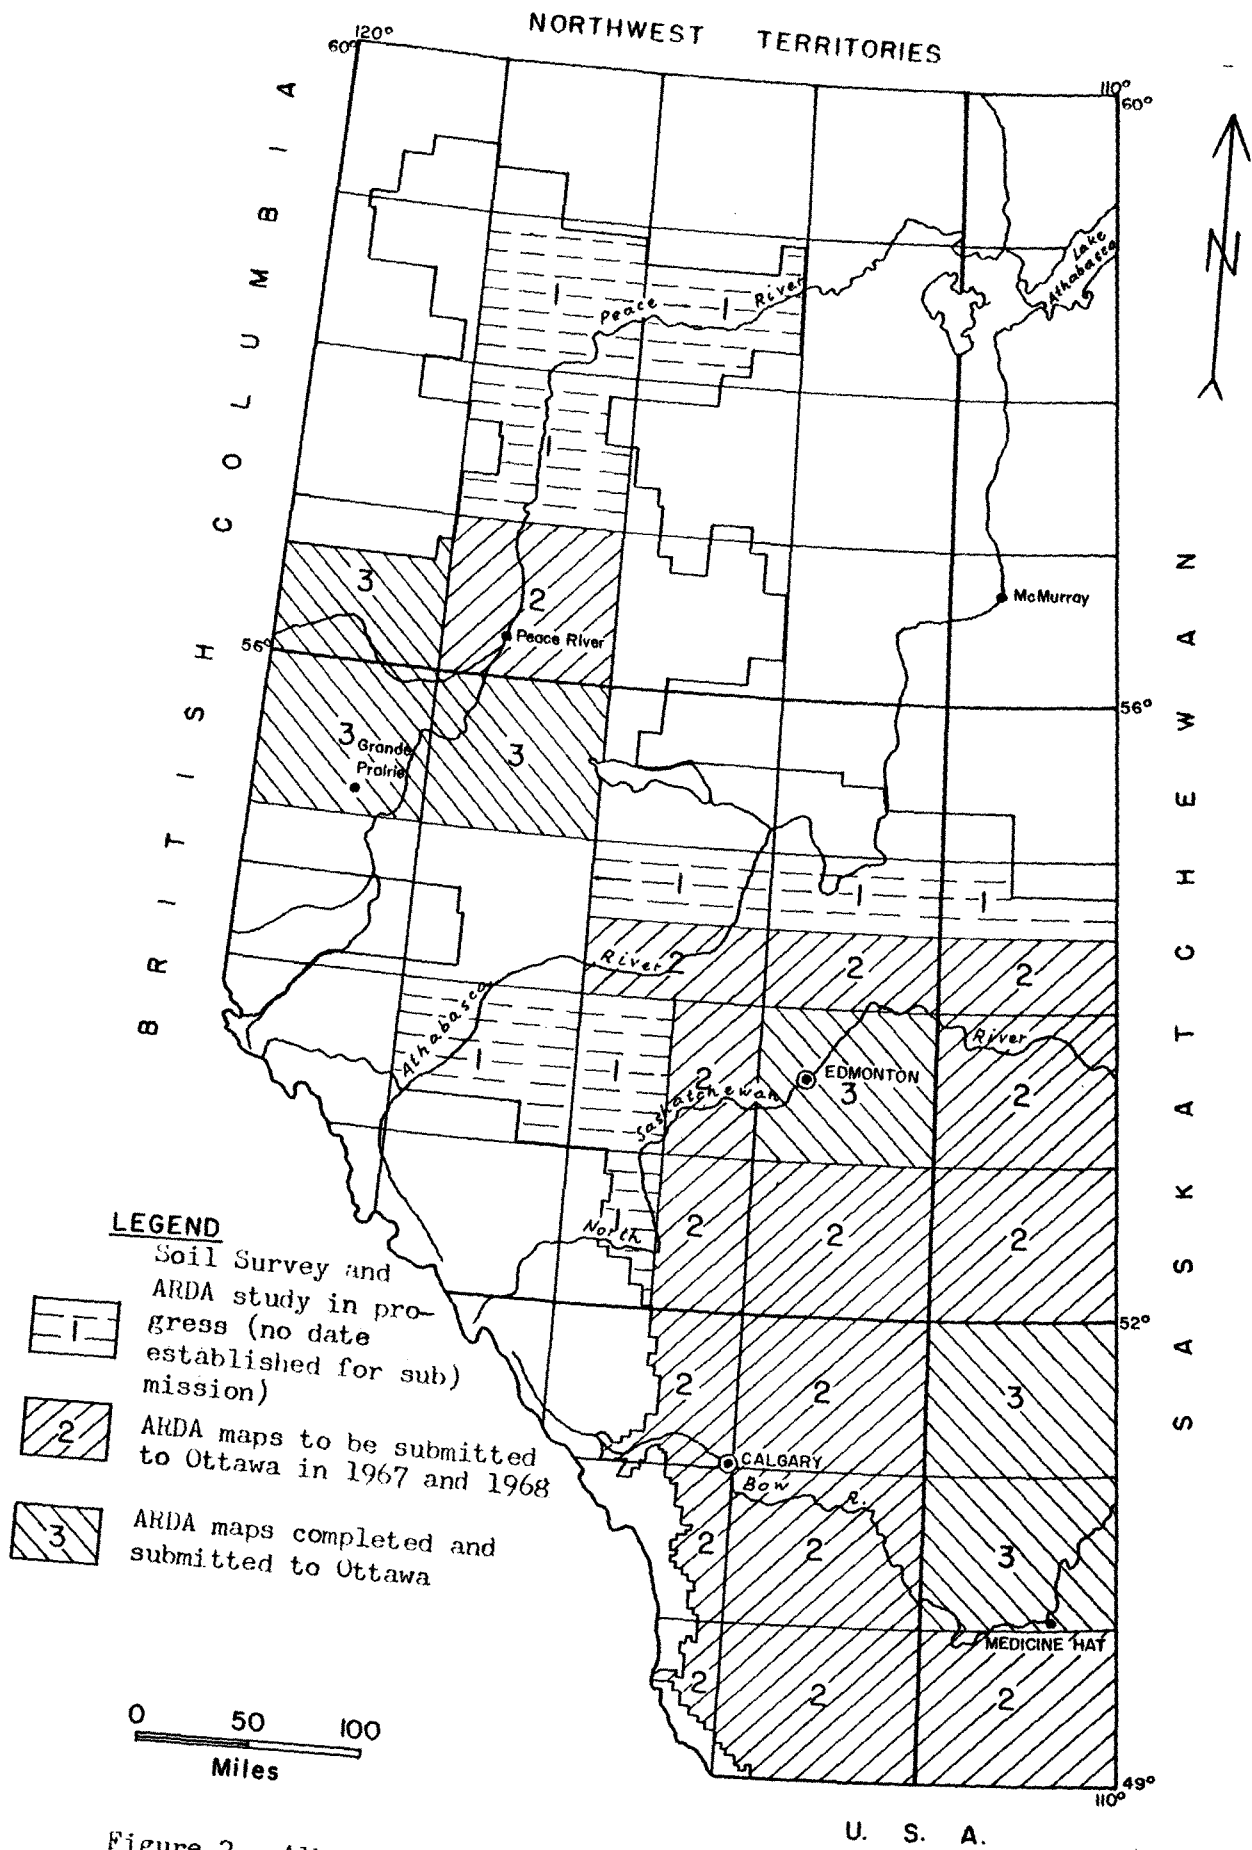 NORTHWEST TERRITORIES
120°
60°
110°
60°
BRITISH COLUMBIA
SASKATCHEWAN
N
Lake
Athabasca
Peace River
1
1
1
McMurray
3
2
Peace River
56°
56°
3
Grande
Prairie
3
1
1
1
River
2
2
2
Athabasca
River
1
1
2
EDMONTON
3
2
Saskatchewan
1
North
2
2
2
52°
LEGEND
Soil Survey and
ARDA study in pro-
gress (no date
established for sub)
mission)
1
2
ARDA maps to be submitted
to Ottawa in 1967 and 1968
3
ARDA maps completed and
submitted to Ottawa
2
2
3
CALGARY
Bow R.
2
2
3
MEDICINE HAT
2
2
2
0 50 100
Miles
49°
110°
U. S. A.
Figure 2